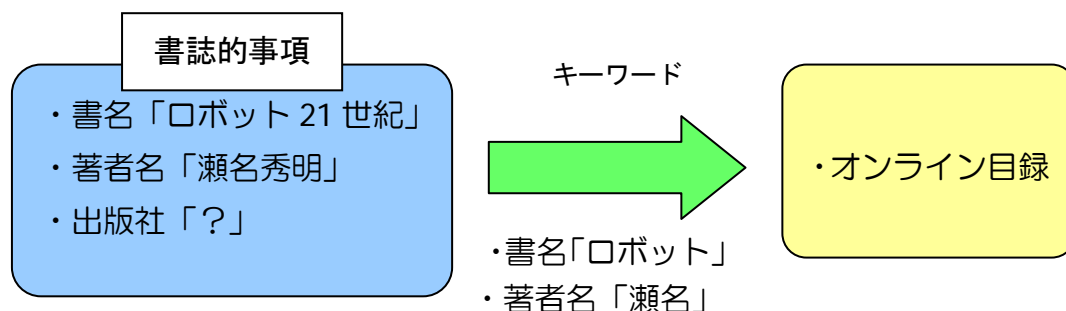 書誌的事項
・書名「ロボット 21 世紀」
・著者名「瀬名秀明」
・出版社「?」
キーワード
・書名「ロボット」
・著者名「瀬名」
・オンライン目録